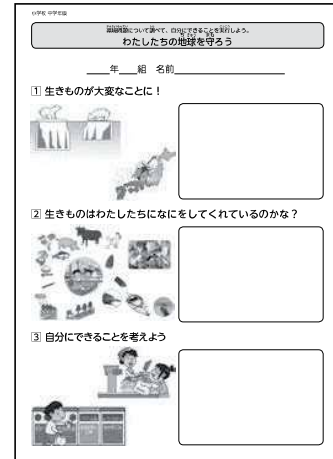 小学校 中学年版
環境問題について調べて、自分にできることを実行しよう。
わたしたちの地球を守ろう
年 組 名前
1 生きものが大変なことに！
2 生きものはわたしたちになにをしてくれているのかな？
3 自分にできることを考えよう